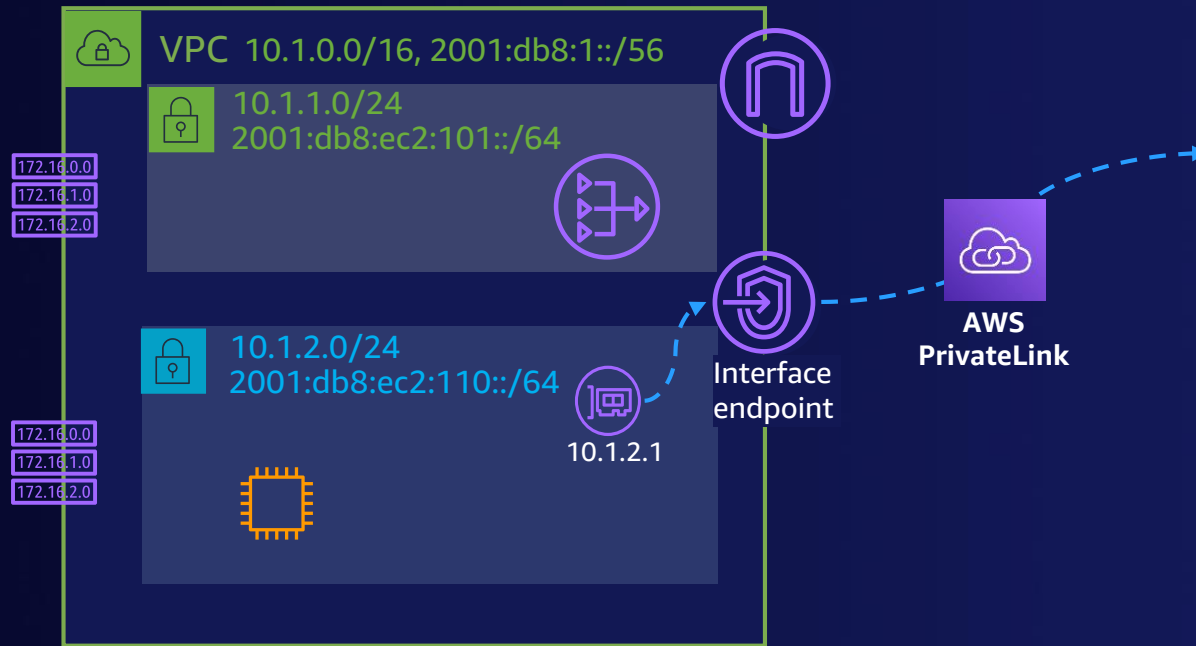 VPC 10.1.0.0/16, 2001:db8:1::/56
10.1.1.0/24
2001:db8:ec2:101::/64
172.16.0.0
172.16.1.0
172.16.2.0
AWS
PrivateLink
10.1.2.0/24
2001:db8:ec2:110::/64
Interface
endpoint
10.1.2.1
172.16.0.0
172.16.1.0
172.16.2.0